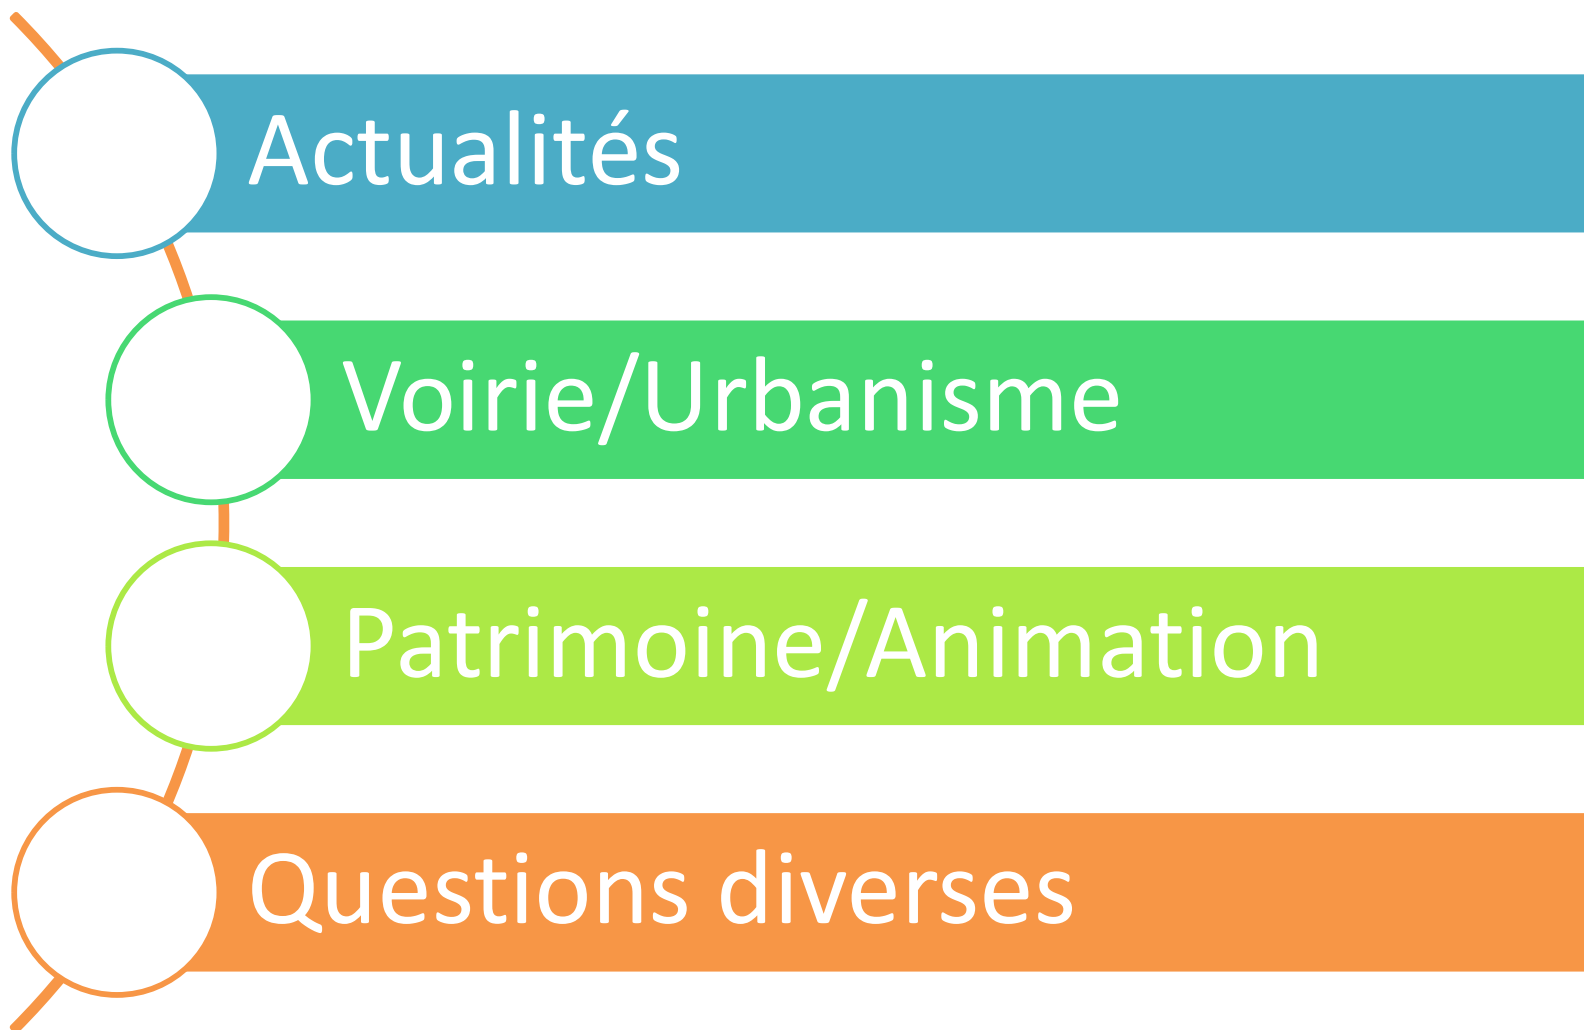 Actualités
Voirie/Urbanisme
Patrimoine/Animation
Questions diverses